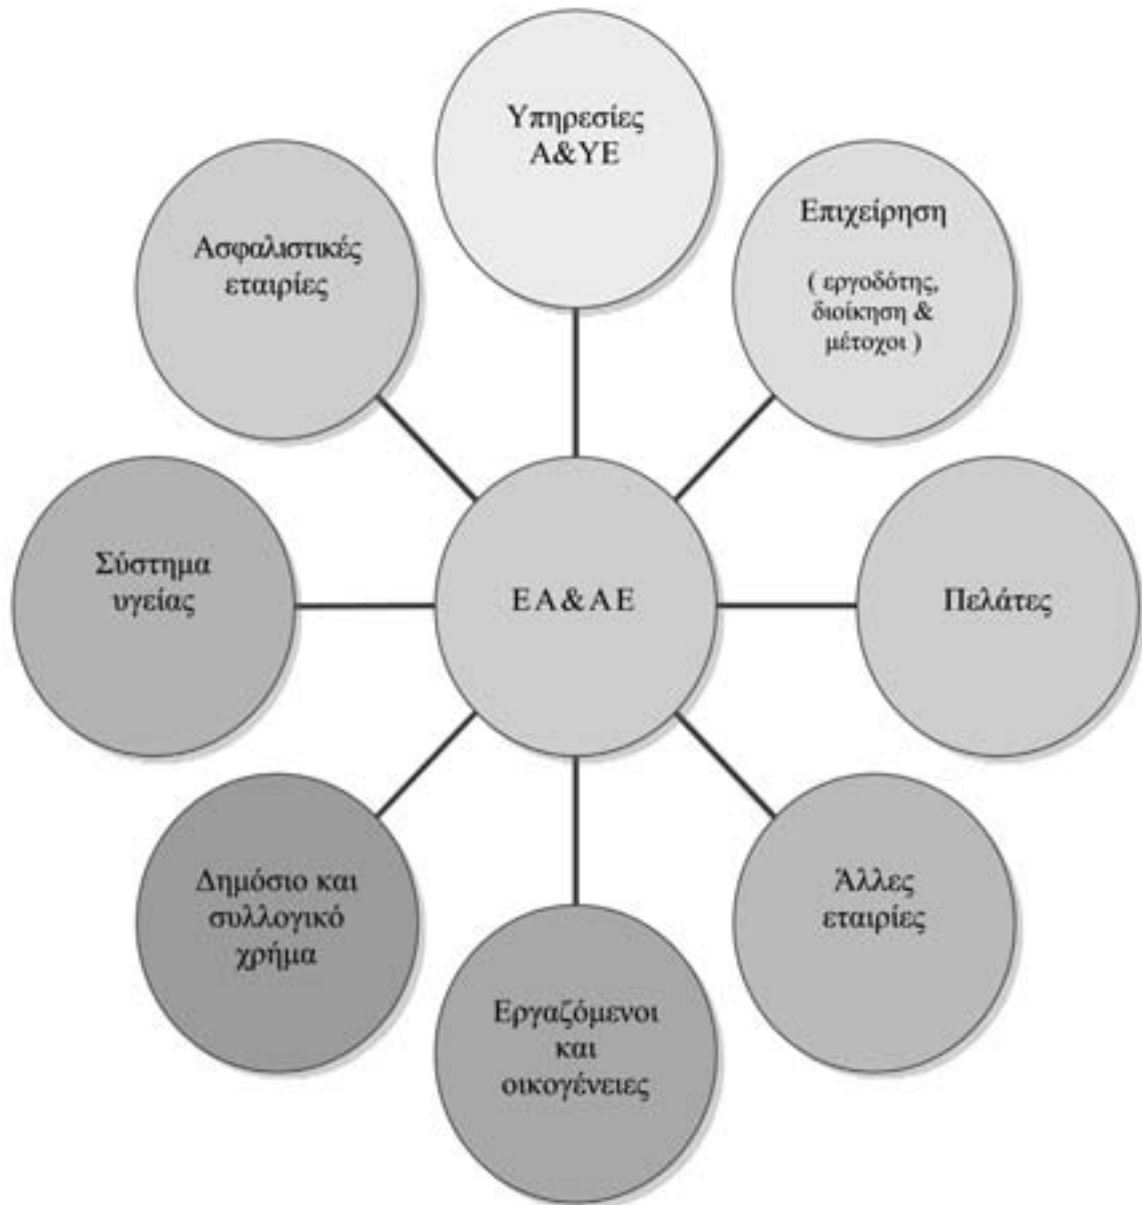 Υπηρεσίες
Α&ΥΕ
Επιχείρηση
( εργοδότης,
διοίκηση &
μέτοχοι )
Πελάτες
Άλλες
εταιρίες
Εργαζόμενοι
και
οικογένειες
Δημόσιο και
συλλογικό
χρήμα
Σύστημα
υγείας
Ασφαλιστικές
εταιρίες
ΕΑ&ΑΕ